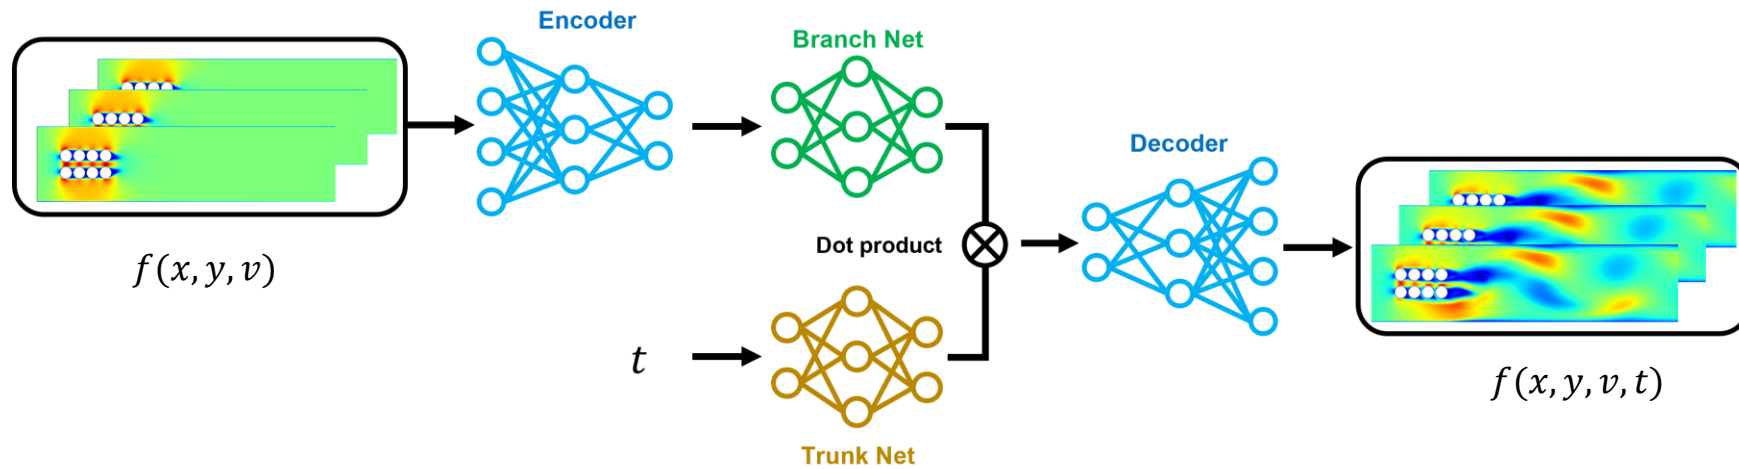 Encoder
Branch Net
Decoder
Dot product
f(x, y, v)
t
f(x, y, v, t)
Trunk Net